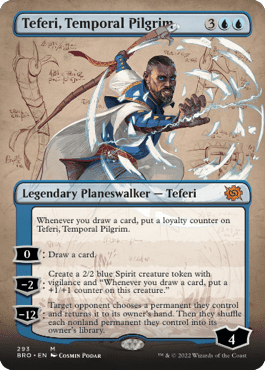 Teferi, Temporal Pilgrim 3
Legendary Planeswalker — Teferi
Whenever you draw a card, put a loyalty counter on
Teferi, Temporal Pilgrim.
0 : Draw a card.
−2 : Create a 2/2 blue Spirit creature token with
vigilance and "Whenever you draw a card, put a
+1/+1 counter on this creature."
−12 : Target opponent chooses a permanent they control
and returns it to its owner's hand. Then they shuffle
each nonland permanent they control into its
owner's library.
4
293 M
BRO • EN Cosmin Podar
™ & © 2022 Wizards of the Coast